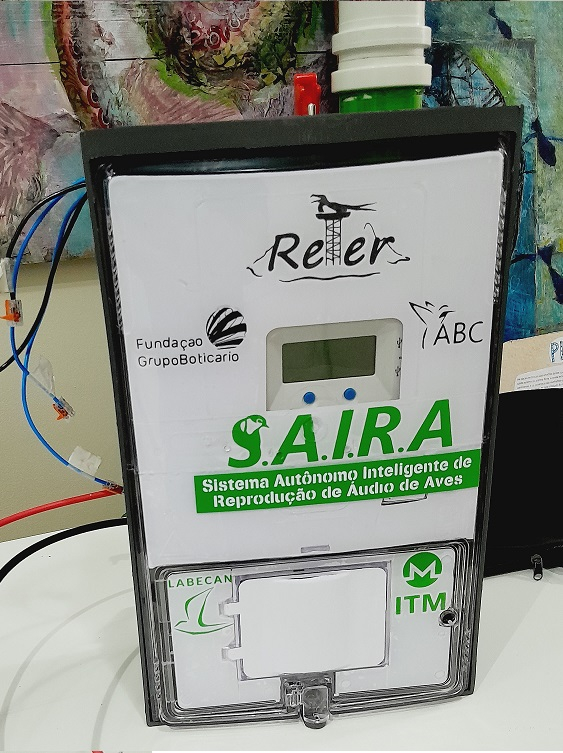 ReTer
Fundaçao
GrupoBoticario
ABC
S.A.I.R.A
Sistema Autônomo Inteligente de
Reprodução de Áudio de Aves
LABECAN
ITM